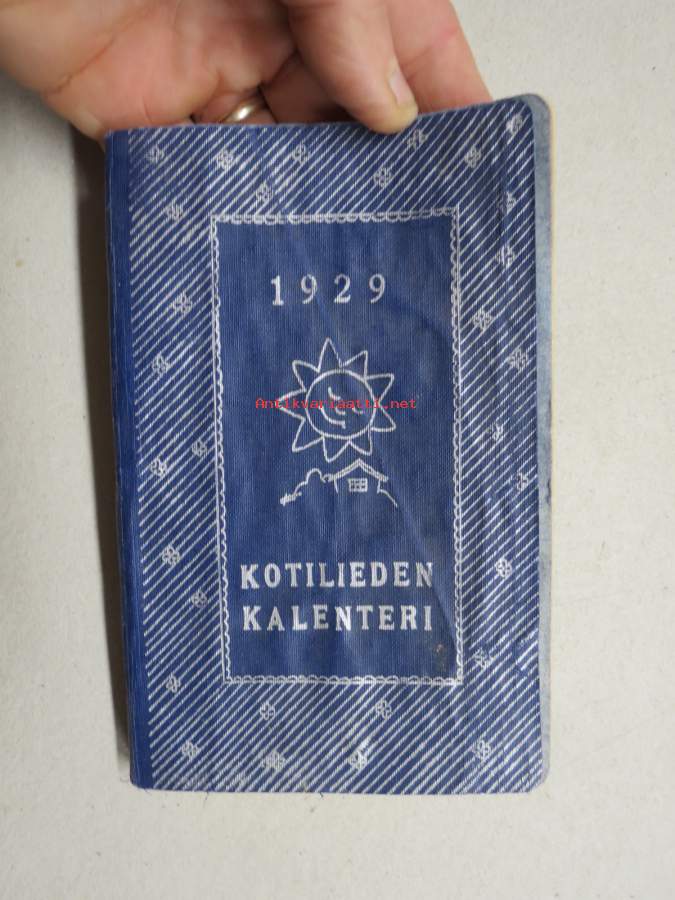 1929
Antikvariaatti.net
KOTILIEDEN
KALENTERI